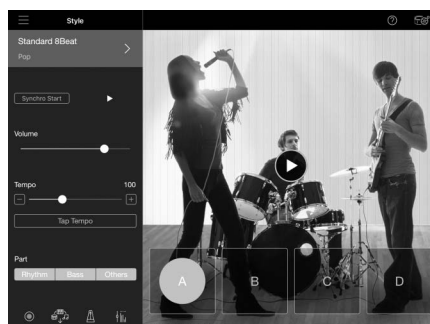 Style
Standard 8Beat
Pop
Synchro Start
Volume
Tempo 100
Tap Tempo
Part
Rhythm Bass Others
A B C D